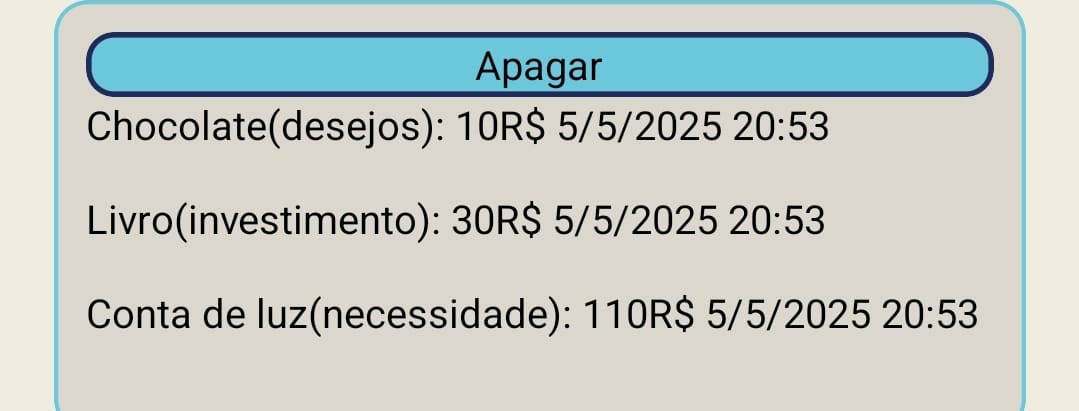 Apagar
Chocolate(desejos): 10R$ 5/5/2025 20:53
Livro(investimento): 30R$ 5/5/2025 20:53
Conta de luz(necessidade): 110R$ 5/5/2025 20:53